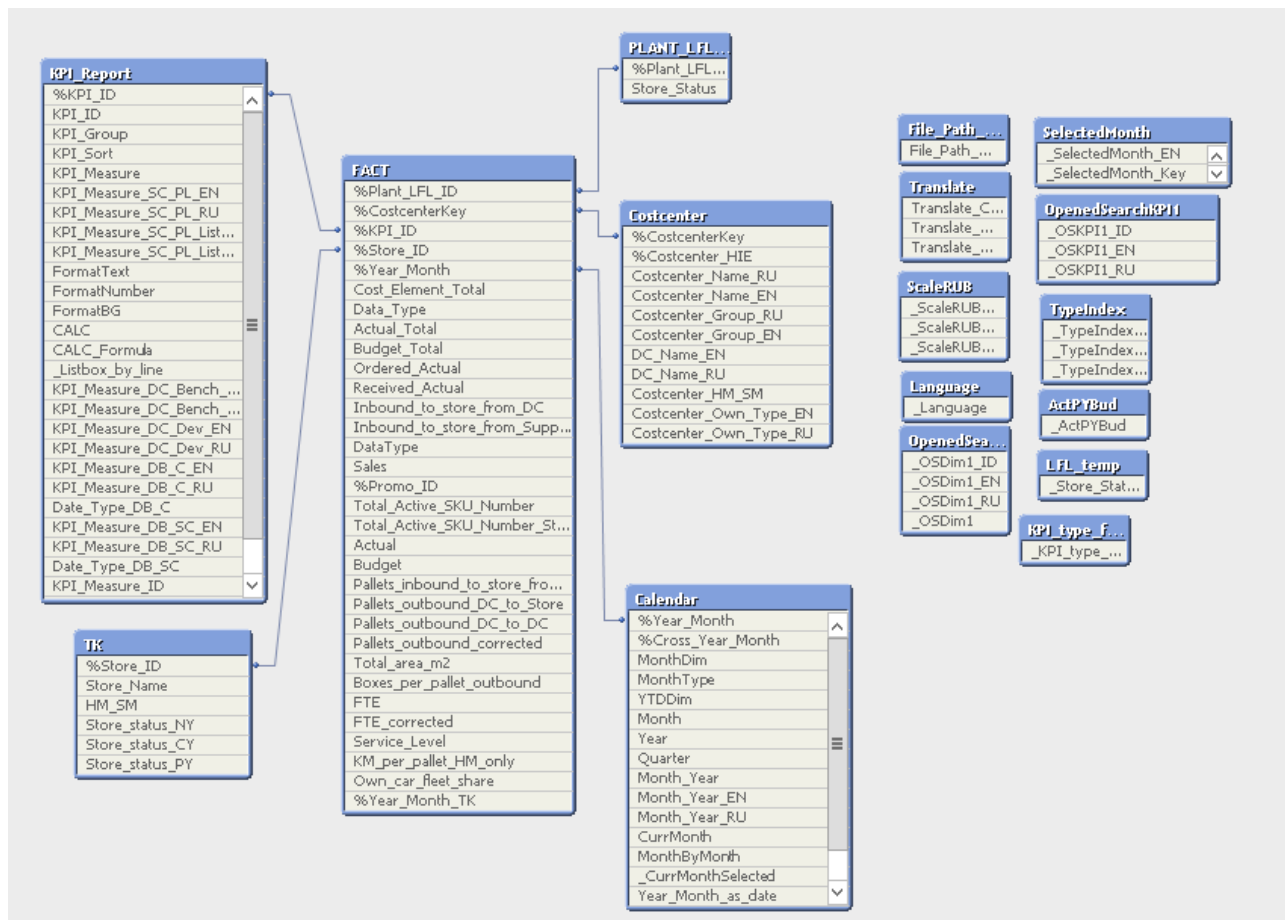 KPI_Report
%KPI_ID
KPI_ID
KPI_Group
KPI_Sort
KPI_Measure
KPI_Measure_SC_PL_EN
KPI_Measure_SC_PL_RU
KPI_Measure_SC_PL_List...
KPI_Measure_SC_PL_List...
FormatText
FormatNumber
FormatBG
CALC
CALC_Formula
_Listbox_by_line
KPI_Measure_DC_Bench_...
KPI_Measure_DC_Bench_...
KPI_Measure_DC_Dev_EN
KPI_Measure_DC_Dev_RU
KPI_Measure_DB_C_EN
KPI_Measure_DB_C_RU
Date_Type_DB_C
KPI_Measure_DB_SC_EN
KPI_Measure_DB_SC_RU
Date_Type_DB_SC
KPI_Measure_ID
TK
%Store_ID
Store_Name
HM_SM
Store_status_NY
Store_status_CY
Store_status_PY
FACT
%Plant_LFL_ID
%CostcenterKey
%KPI_ID
%Store_ID
%Year_Month
Cost_Element_Total
Data_Type
Actual_Total
Budget_Total
Ordered_Actual
Received_Actual
Inbound_to_store_from_DC
Inbound_to_store_from_Supp...
DataType
Sales
%Promo_ID
Total_Active_SKU_Number
Total_Active_SKU_Number_St...
Actual
Budget
Pallets_inbound_to_store_fro...
Pallets_outbound_DC_to_Store
Pallets_outbound_DC_to_DC
Pallets_outbound_corrected
Total_area_m2
Boxes_per_pallet_outbound
FTE
FTE_corrected
Service_Level
KM_per_pallet_HM_only
Own_car_fleet_share
%Year_Month_TK
PLANT_LFL...
%Plant_LFL...
Store_Status
Costcenter
%CostcenterKey
%Costcenter_HIE
Costcenter_Name_RU
Costcenter_Name_EN
Costcenter_Group_RU
Costcenter_Group_EN
DC_Name_EN
DC_Name_RU
Costcenter_HM_SM
Costcenter_Own_Type_EN
Costcenter_Own_Type_RU
Calendar
%Year_Month
%Cross_Year_Month
MonthDim
MonthType
YTDDim
Month
Year
Quarter
Month_Year
Month_Year_EN
Month_Year_RU
CurrMonth
MonthByMonth
_CurrMonthSelected
Year_Month_as_date
File_Path_...
File_Path_...
Translate
Translate_C...
Translate_...
Translate_...
ScaleRUB
_ScaleRUB...
_ScaleRUB...
_ScaleRUB...
Language
_Language
OpenedSea...
_OSDim1_ID
_OSDim1_EN
_OSDim1_RU
_OSDim1
SelectedMonth
_SelectedMonth_EN
_SelectedMonth_Key
OpenedSearchKPI1
_OSKPI1_ID
_OSKPI1_EN
_OSKPI1_RU
TypeIndex
_TypeIndex...
_TypeIndex...
_TypeIndex...
ActPYBud
_ActPYBud
LFL_temp
_Store_Stat...
KPI_type_f...
_KPI_type_...